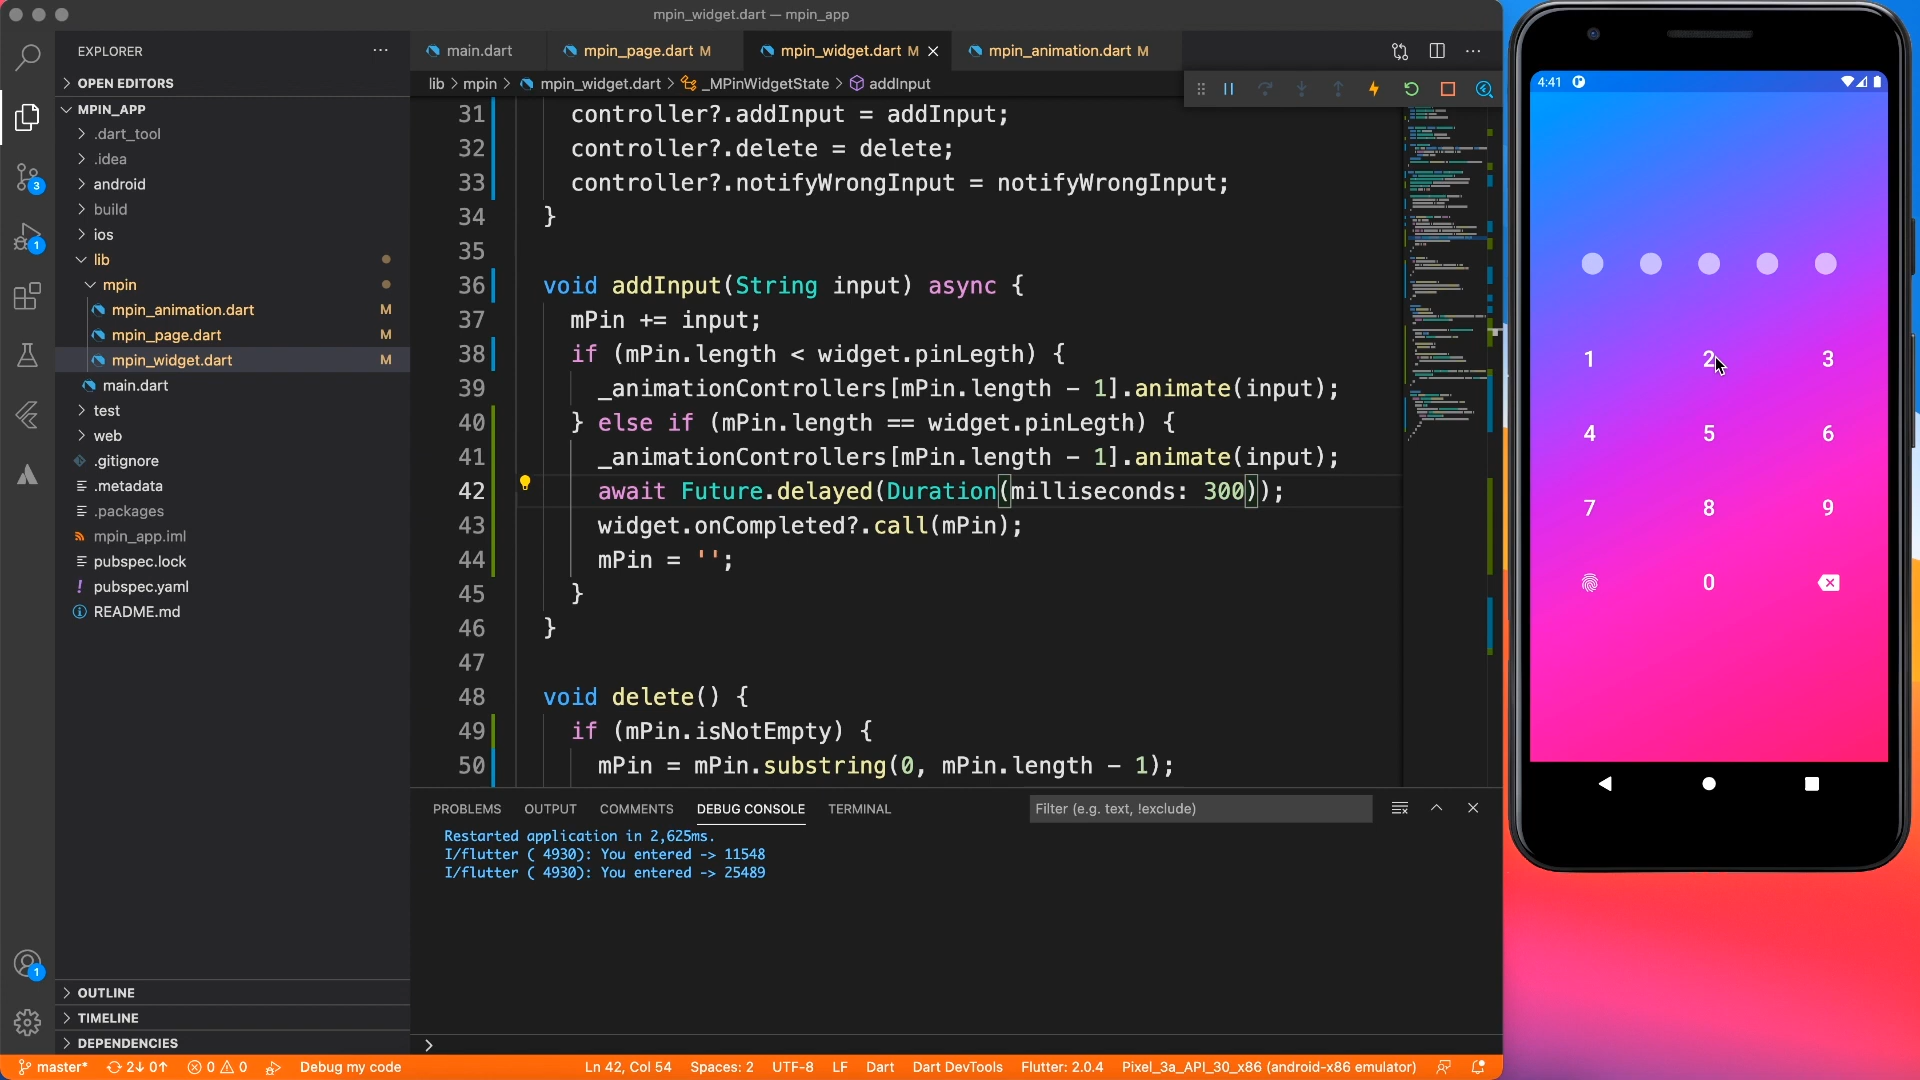 mpin_widget.dart — mpin_app
EXPLORER
main.dart
mpin_page.dart M
mpin_widget.dart M
mpin_animation.dart M
OPEN EDITORS
lib > mpin > mpin_widget.dart > _MPinWidgetState > addInput
MPIN_APP
.dart_tool
.idea
android
build
ios
lib
mpin
mpin_animation.dart M
mpin_page.dart M
mpin_widget.dart M
main.dart
test
web
.gitignore
.metadata
.packages
mpin_app.iml
pubspec.lock
pubspec.yaml
README.md
OUTLINE
TIMELINE
DEPENDENCIES
3
1
1
31 controller?.addInput = addInput;
32 controller?.delete = delete;
33 controller?.notifyWrongInput = notifyWrongInput;
34 }
35
36 void addInput(String input) async {
37 mPin += input;
38 if (mPin.length < widget.pinLegth) {
39 _animationControllers[mPin.length - 1].animate(input);
40 } else if (mPin.length == widget.pinLegth) {
41 _animationControllers[mPin.length - 1].animate(input);
42 await Future.delayed(Duration(milliseconds: 300));
43 widget.onCompleted?.call(mPin);
44 mPin = '';
45 }
46 }
47
48 void delete() {
49 if (mPin.isNotEmpty) {
50 mPin = mPin.substring(0, mPin.length - 1);
PROBLEMS OUTPUT COMMENTS DEBUG CONSOLE TERMINAL
Filter (e.g. text, !exclude)
Restarted application in 2,625ms.
I/flutter ( 4930): You entered -> 11548
I/flutter ( 4930): You entered -> 25489
master* 2↓ 0↑ 0 0 Debug my code
Ln 42, Col 54 Spaces: 2 UTF-8 LF Dart Dart DevTools Flutter: 2.0.4 Pixel_3a_API_30_x86 (android-x86 emulator)
4:41
1 2 3
4 5 6
7 8 9
0